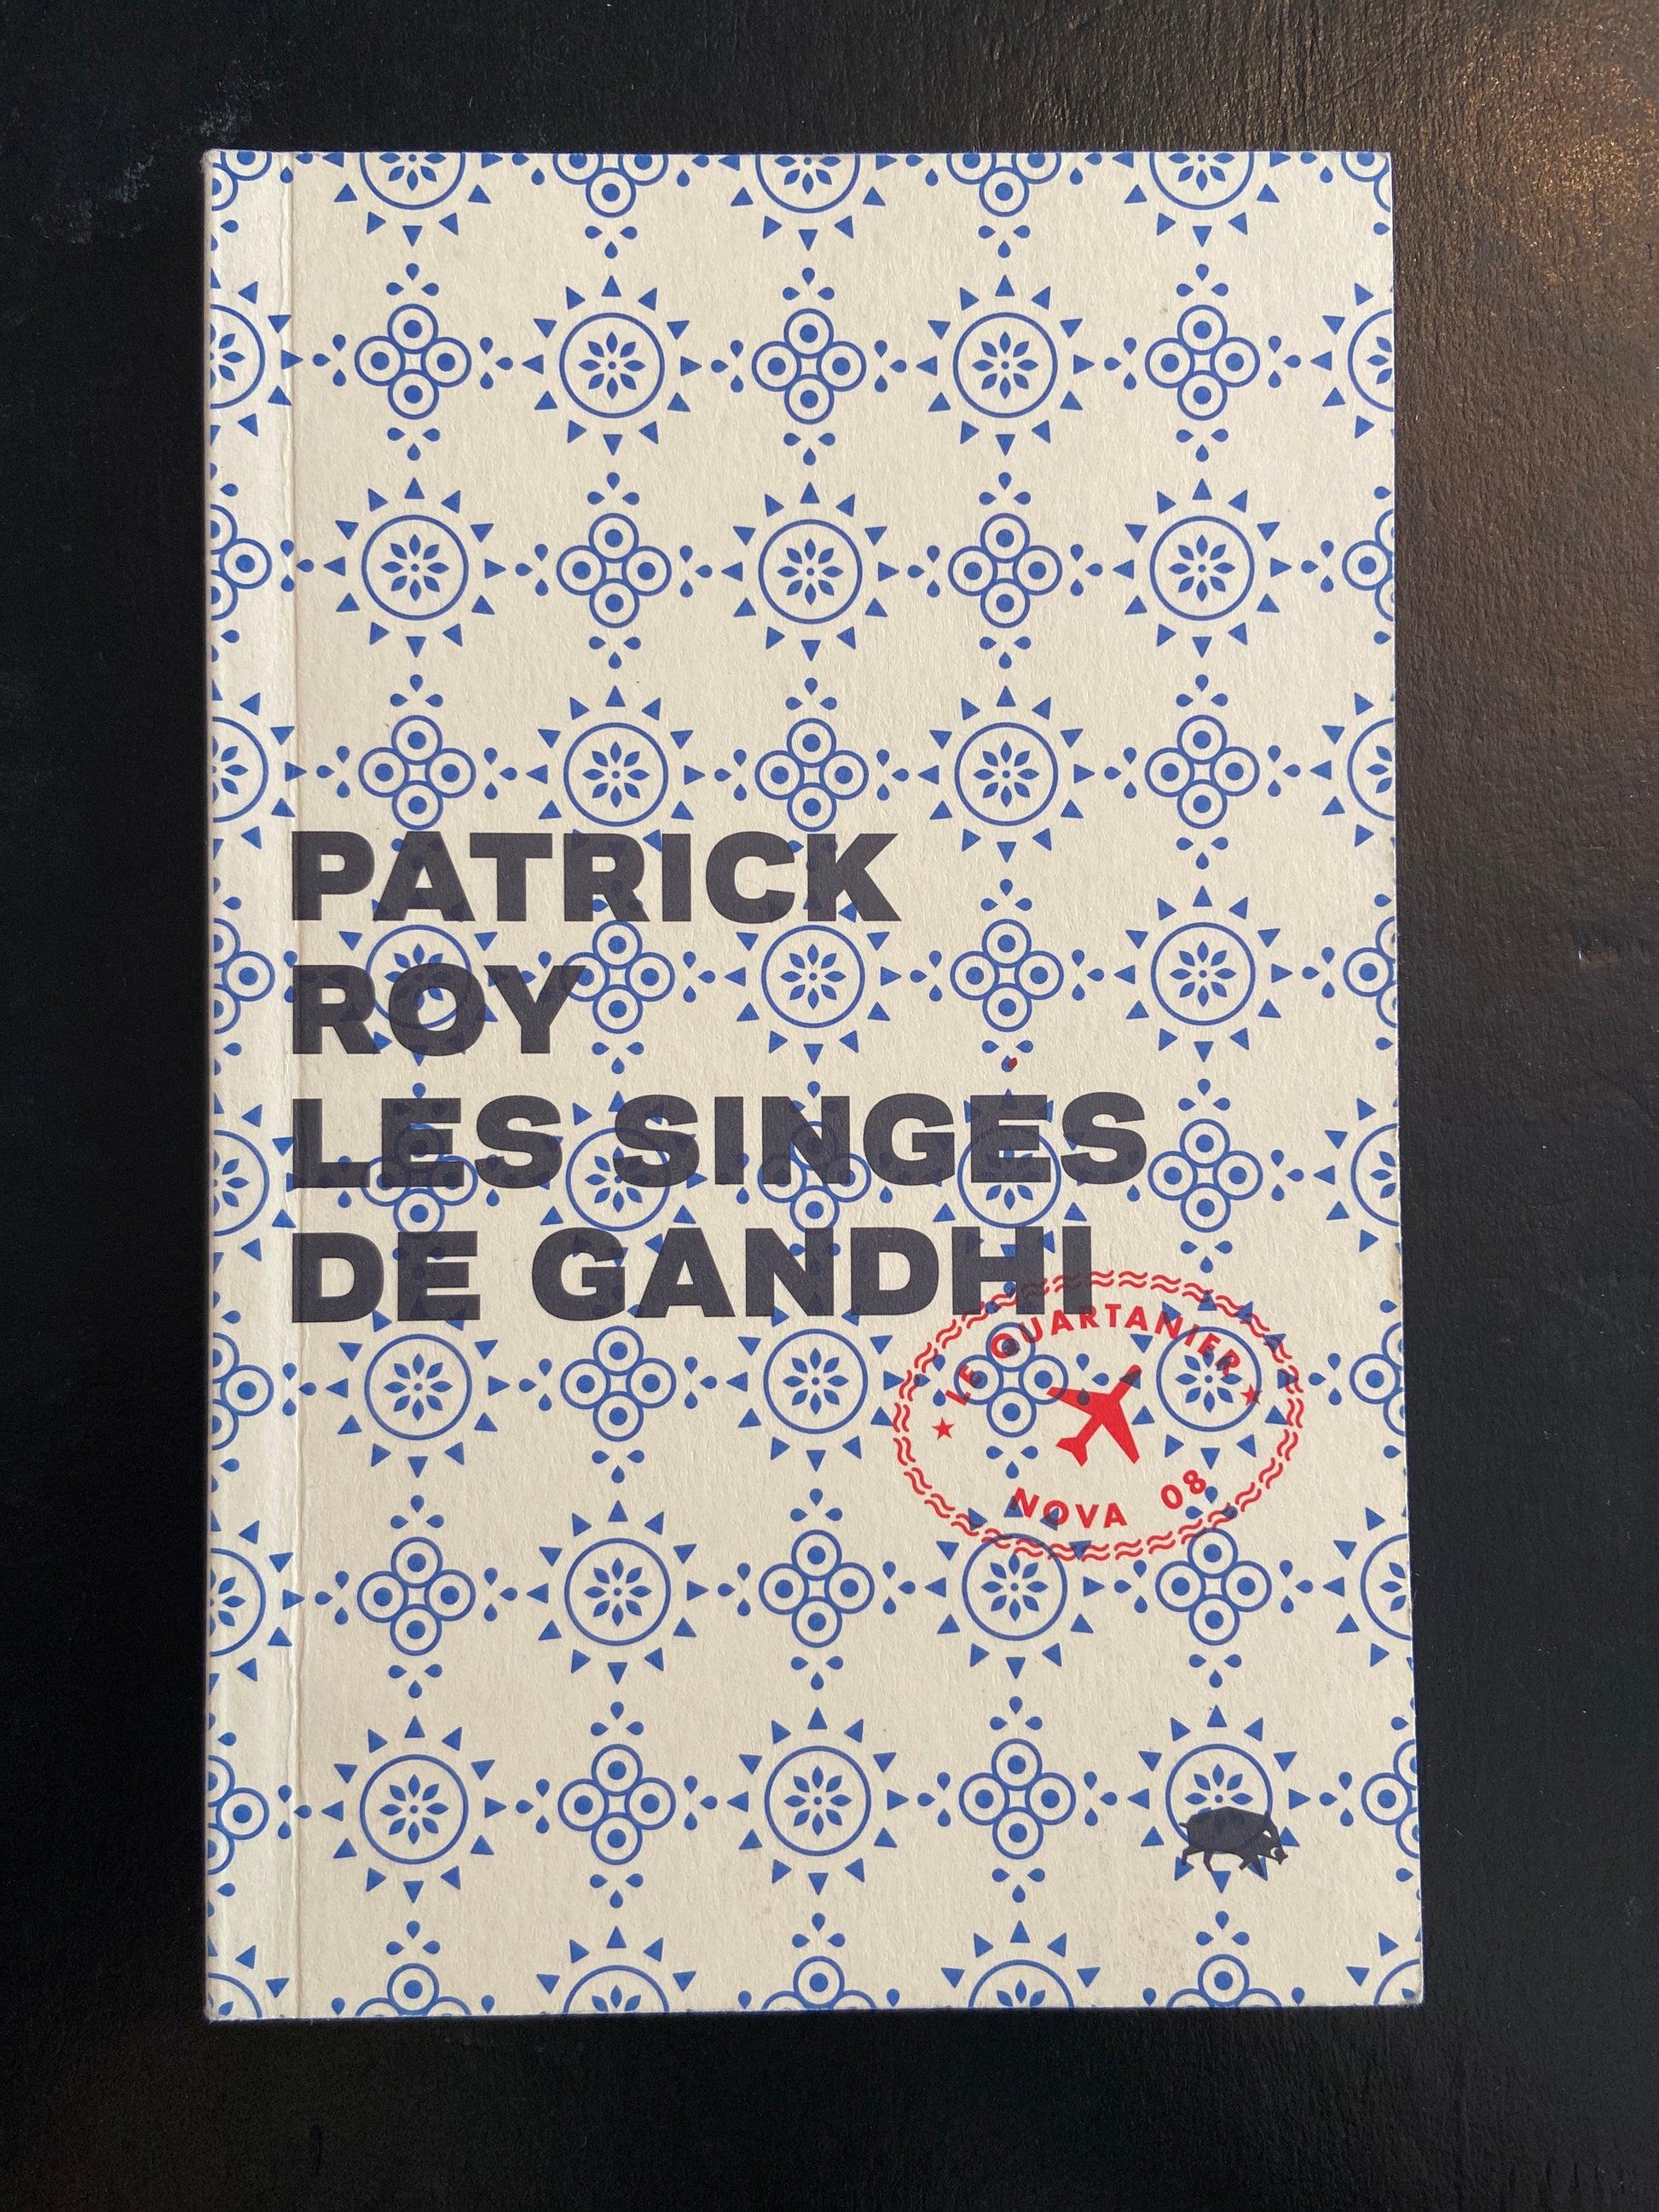 PATRICK
ROY
LES SINGES
DE GANDHI
LE QUARTANIER
NOVA 08